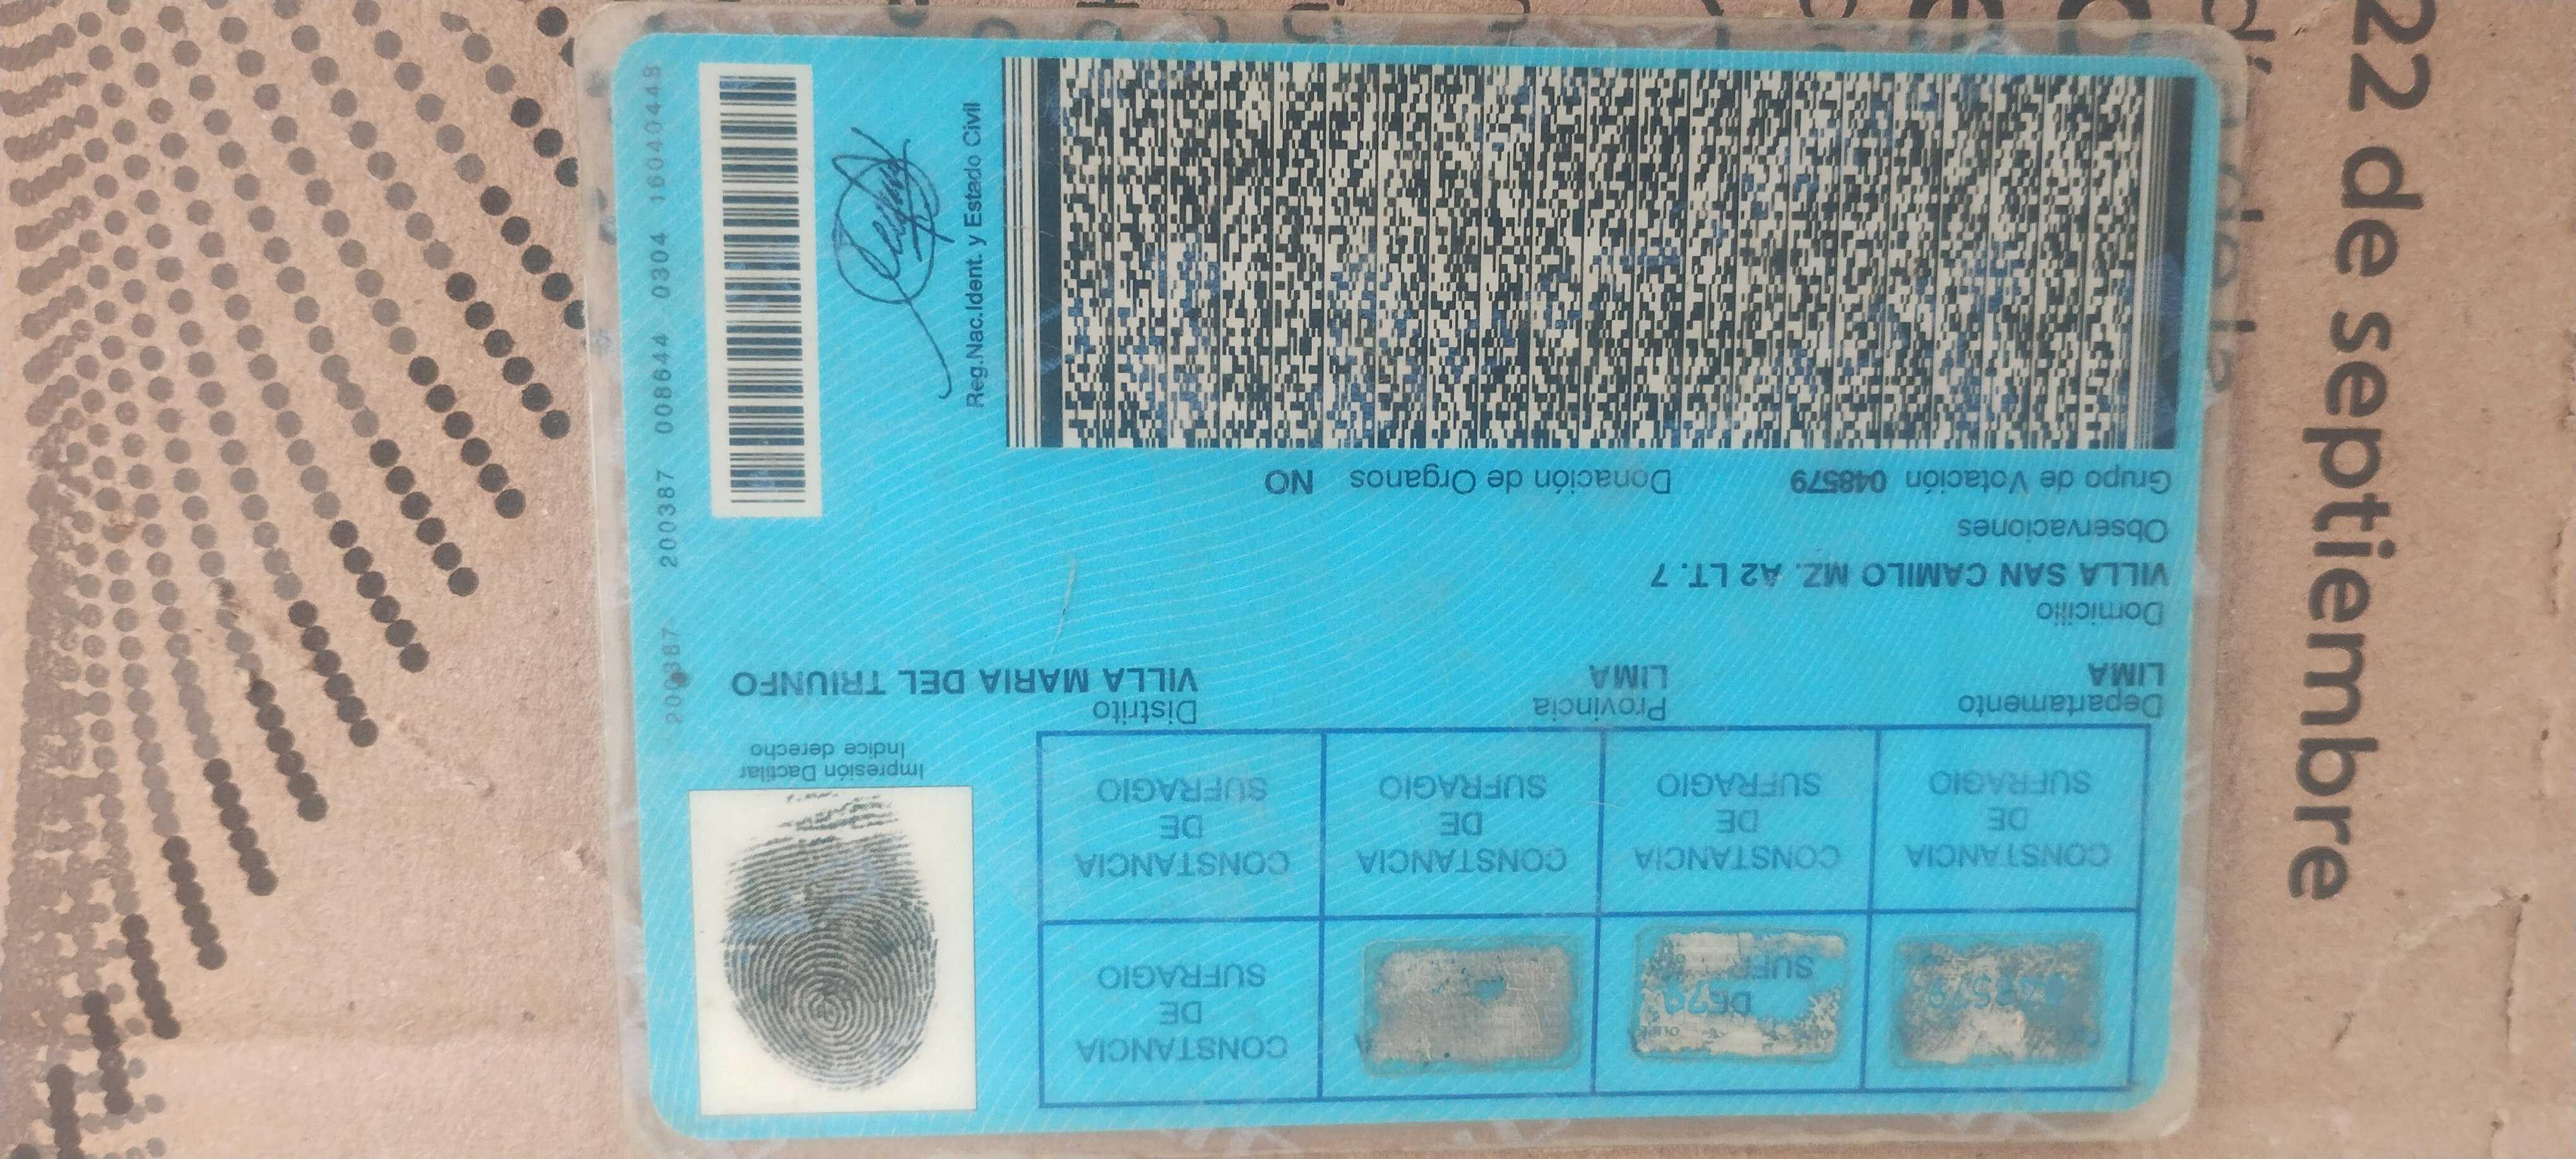 CONSTANCIA DE SUFRAGIO
CONSTANCIA DE SUFRAGIO
CONSTANCIA DE SUFRAGIO
CONSTANCIA DE SUFRAGIO
CONSTANCIA DE SUFRAGIO
Impresión Dactilar
Indice derecho
Departamento Provincia Distrito
LIMA LIMA VILLA MARIA DEL TRIUNFO
Domicilio
VILLA SAN CAMILO MZ. A2 LT. 7
Observaciones
Grupo de Votación 048579 Donación de Organos NO
Reg.Nac.Ident. y Estado Civil
200387 200387 008644 0304 16040448
22 de septiembre